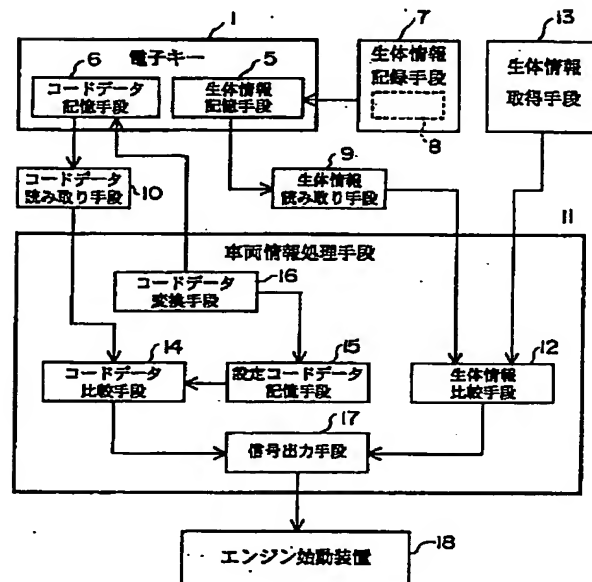 1
7
13
電子キー
6
5
コードデータ
記憶手段
生体情報
記憶手段
生体情報
記録手段
8
生体情報
取得手段
コードデータ
読み取り手段
10
9
生体情報
読み取り手段
11
車両情報処理手段
コードデータ
変換手段
16
14
コードデータ
比較手段
15
設定コードデータ
記憶手段
12
生体情報
比較手段
17
信号出力手段
エンジン始動装置
18